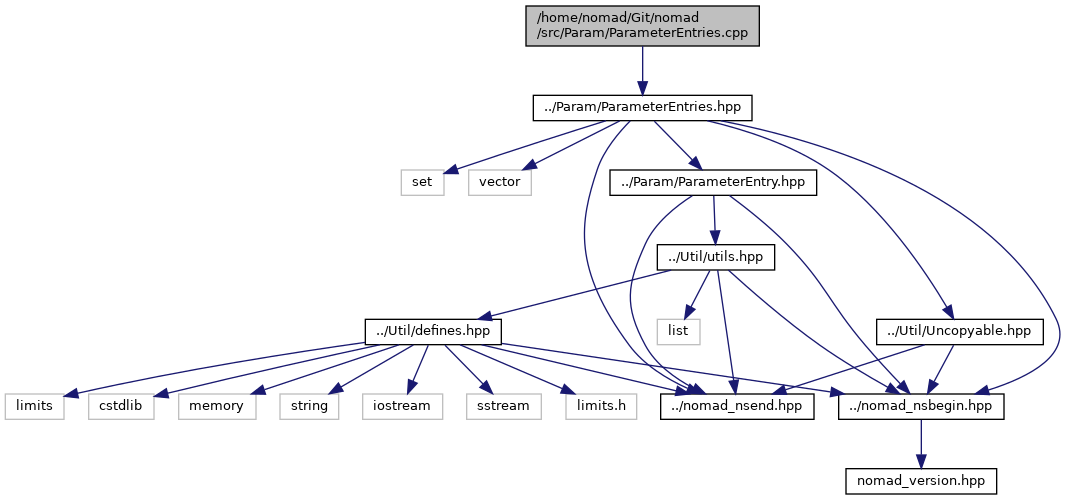 /home/nomad/Git/nomad
/src/Param/ParameterEntries.cpp
../Param/ParameterEntries.hpp
set
vector
../Param/ParameterEntry.hpp
../Util/utils.hpp
../Util/defines.hpp
list
../Util/Uncopyable.hpp
limits
cstdlib
memory
string
iostream
sstream
limits.h
../nomad_nsend.hpp
../nomad_nsbegin.hpp
nomad_version.hpp